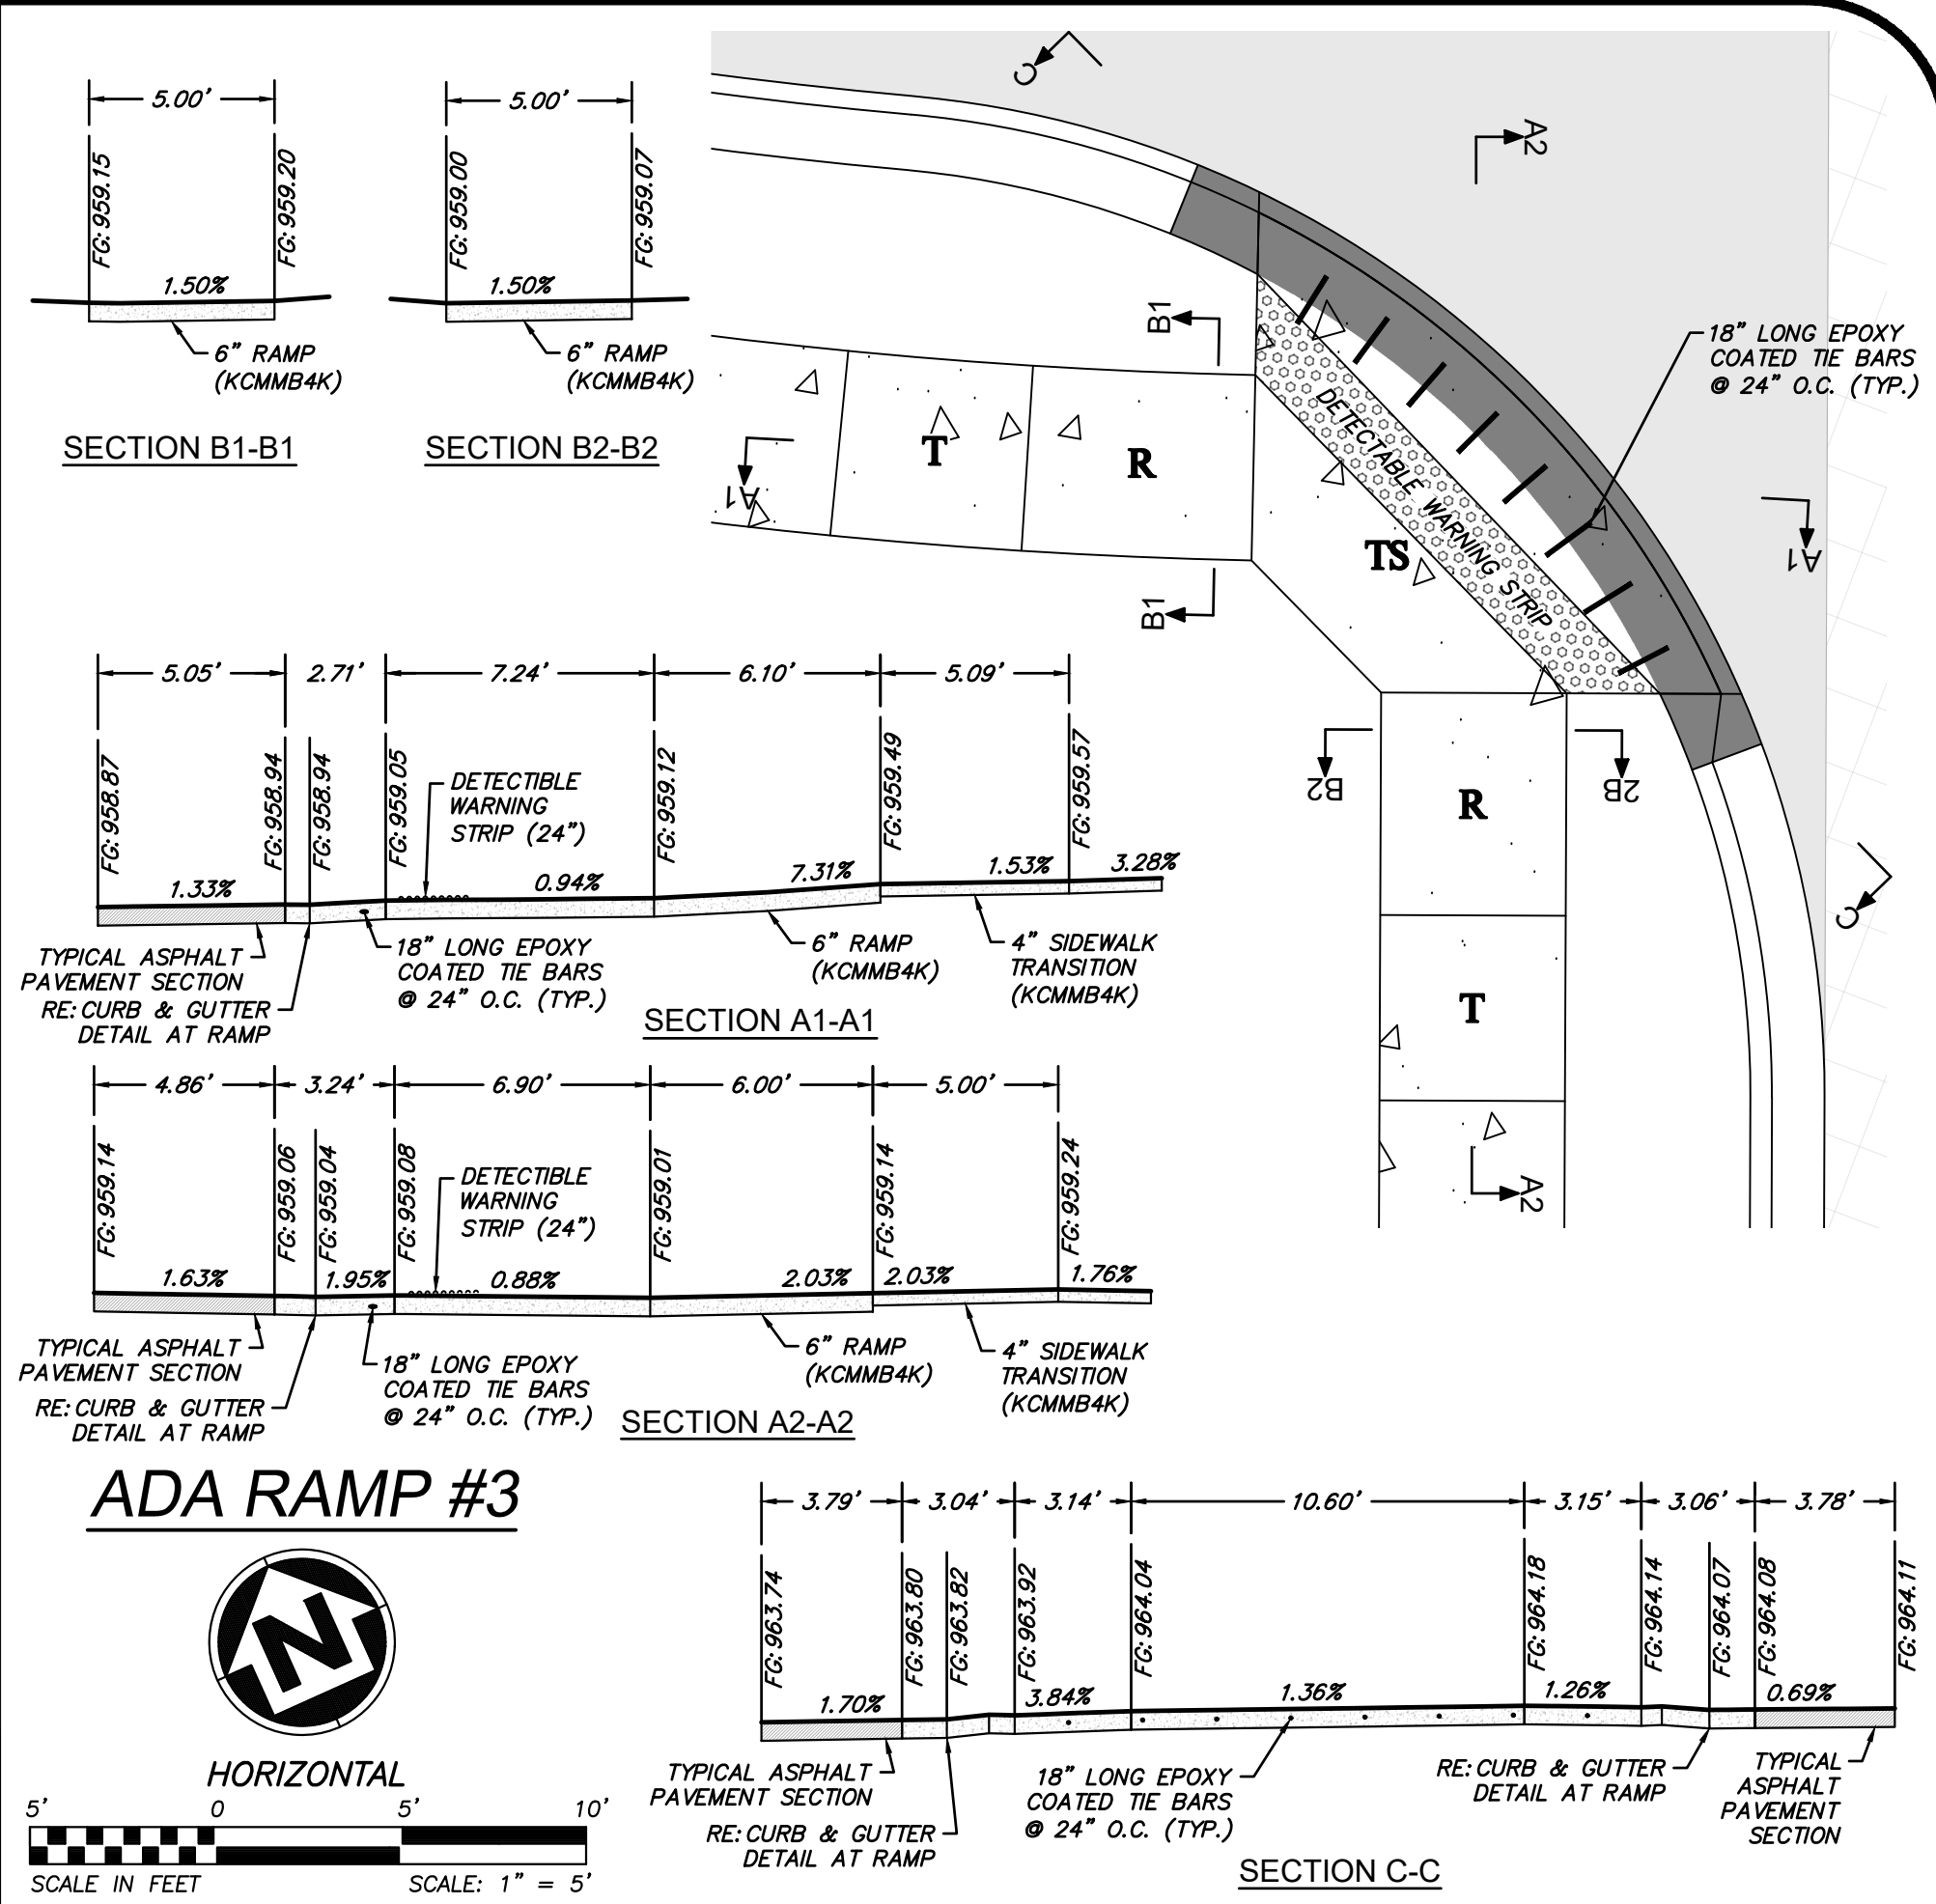 5.00'
FG:959.15
FG:959.20
1.50%
6" RAMP
(KCMMB4K)
SECTION B1-B1
5.00'
FG:959.00
FG:959.07
1.50%
6" RAMP
(KCMMB4K)
SECTION B2-B2
C
A2
B1
18" LONG EPOXY
COATED TIE BARS
@ 24" O.C. (TYP.)
DETECTABLE WARNING STRIP
T
R
A1
TS
A1
B1
B2
2B
R
C
T
A2
5.05'
2.71'
7.24'
6.10'
5.09'
FG:958.87
FG:958.94
FG:958.94
FG:959.05
FG:959.12
FG:959.49
FG:959.57
DETECTIBLE
WARNING
STRIP (24")
1.33%
0.94%
7.31%
1.53%
3.28%
TYPICAL ASPHALT
PAVEMENT SECTION
RE:CURB & GUTTER
DETAIL AT RAMP
18" LONG EPOXY
COATED TIE BARS
@ 24" O.C. (TYP.)
6" RAMP
(KCMMB4K)
4" SIDEWALK
TRANSITION
(KCMMB4K)
SECTION A1-A1
4.86'
3.24'
6.90'
6.00'
5.00'
FG:959.14
FG:959.06
FG:959.04
FG:959.08
FG:959.01
FG:959.14
FG:959.24
DETECTIBLE
WARNING
STRIP (24")
1.63%
1.95%
0.88%
2.03%
2.03%
1.76%
TYPICAL ASPHALT
PAVEMENT SECTION
RE:CURB & GUTTER
DETAIL AT RAMP
18" LONG EPOXY
COATED TIE BARS
@ 24" O.C. (TYP.)
6" RAMP
(KCMMB4K)
4" SIDEWALK
TRANSITION
(KCMMB4K)
SECTION A2-A2
ADA RAMP #3
N
HORIZONTAL
5' 0 5' 10'
SCALE IN FEET
SCALE: 1" = 5'
3.79'
3.04'
3.14'
10.60'
3.15'
3.06'
3.78'
FG:963.74
FG:963.80
FG:963.82
FG:963.92
FG:964.04
FG:964.18
FG:964.14
FG:964.07
FG:964.08
FG:964.11
1.70%
3.84%
1.36%
1.26%
0.69%
TYPICAL ASPHALT
PAVEMENT SECTION
RE:CURB & GUTTER
DETAIL AT RAMP
18" LONG EPOXY
COATED TIE BARS
@ 24" O.C. (TYP.)
RE:CURB & GUTTER
DETAIL AT RAMP
TYPICAL
ASPHALT
PAVEMENT
SECTION
SECTION C-C